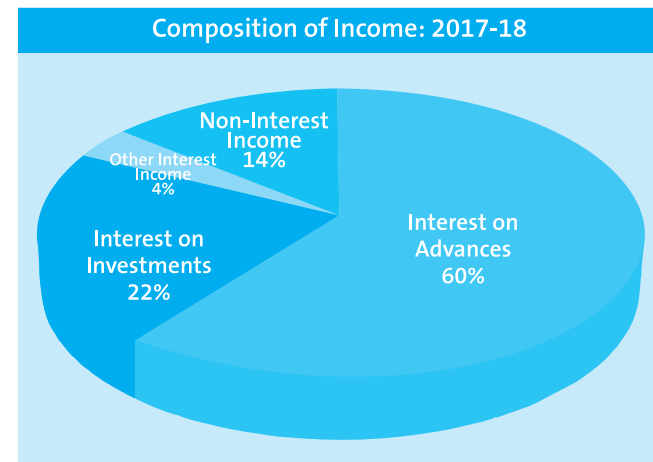 Composition of Income: 2017-18
Non-Interest
Income
14%
Other Interest
Income
4%
Interest on
Advances
60%
Interest on
Investments
22%